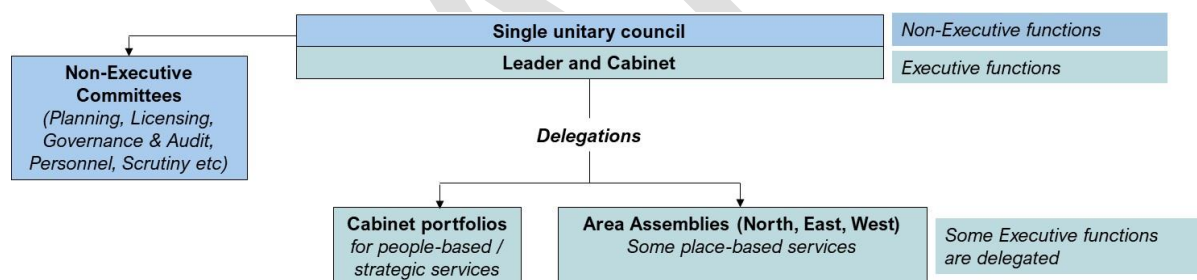 Single unitary council
Non-Executive functions
Leader and Cabinet
Executive functions
Non-Executive
Committees
(Planning, Licensing,
Governance & Audit,
Personnel, Scrutiny etc)
Delegations
Cabinet portfolios
for people-based /
strategic services
Area Assemblies (North, East, West)
Some place-based services
Some Executive functions
are delegated